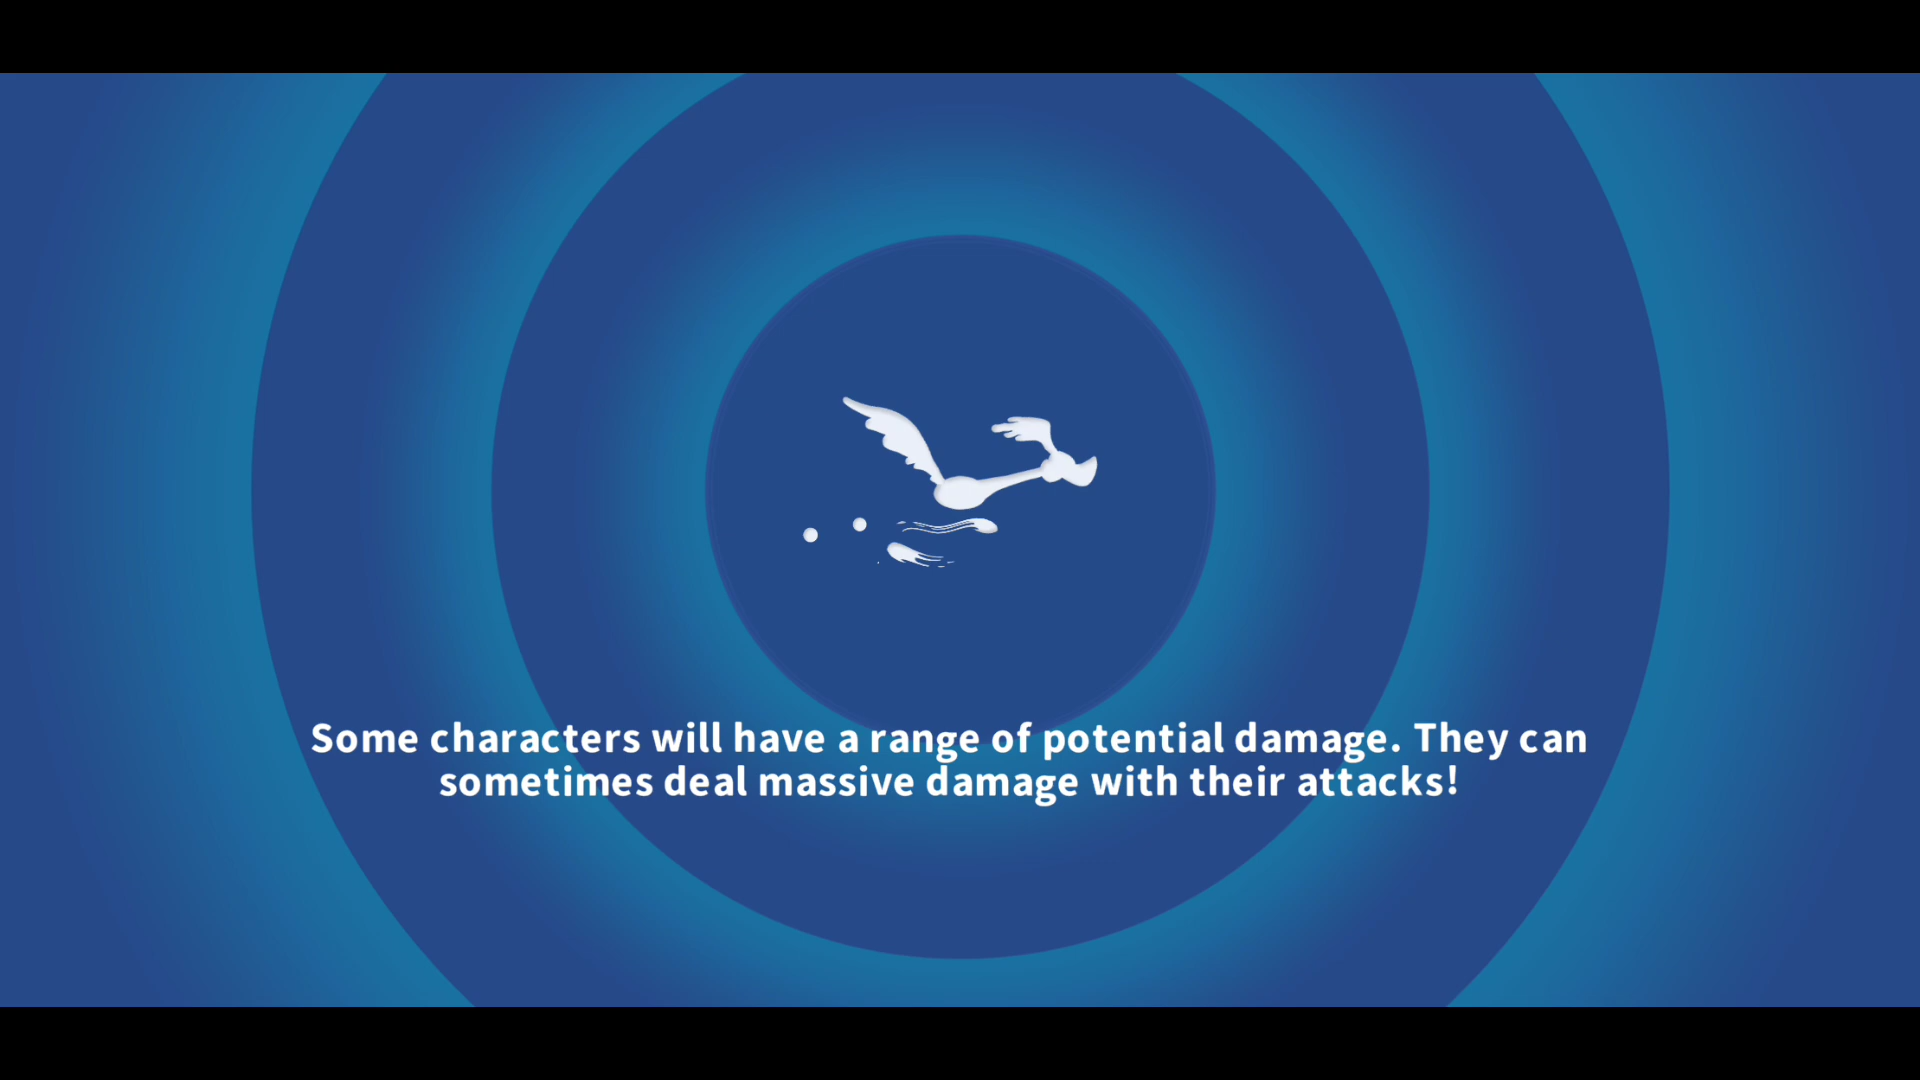 Some characters will have a range of potential damage. They can
sometimes deal massive damage with their attacks!